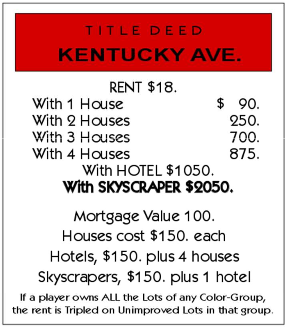 TITLE DEED
KENTUCKY AVE.
RENT $18.
With 1 House $ 90.
With 2 Houses 250.
With 3 Houses 700.
With 4 Houses 875.
With HOTEL $1050.
With SKYSCRAPER $2050.
Mortgage Value 100.
Houses cost $150. each
Hotels, $150. plus 4 houses
Skyscrapers, $150. plus 1 hotel
If a player owns ALL the Lots of any Color-Group,
the rent is Tripled on Unimproved Lots in that group.